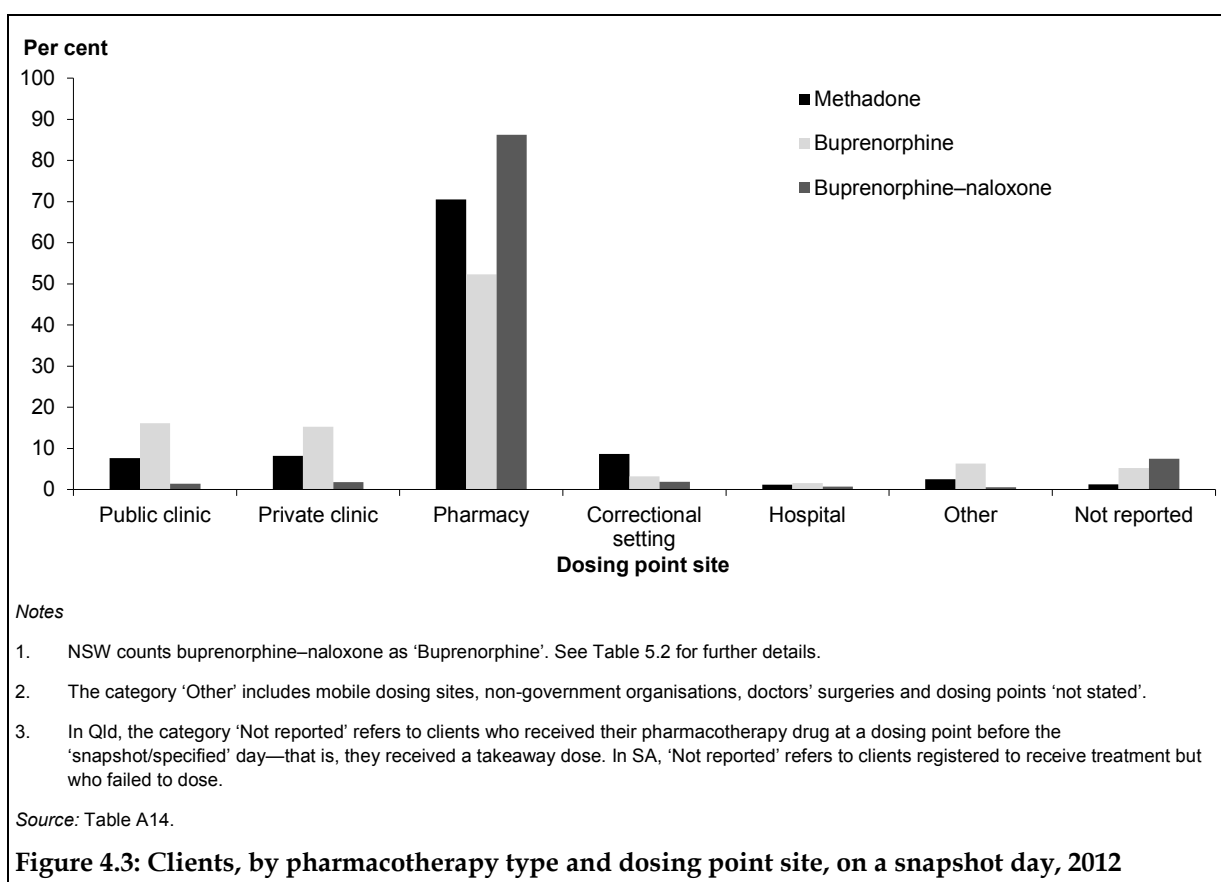 Per cent
100
90
80
70
60
50
40
30
20
10
0
Methadone
Buprenorphine
Buprenorphine–naloxone
Public clinic
Private clinic
Pharmacy
Correctional
setting
Hospital
Other
Not reported
Dosing point site
Notes
1. NSW counts buprenorphine–naloxone as ‘Buprenorphine’. See Table 5.2 for further details.
2. The category ‘Other’ includes mobile dosing sites, non-government organisations, doctors’ surgeries and dosing points ‘not stated’.
3. In Qld, the category ‘Not reported’ refers to clients who received their pharmacotherapy drug at a dosing point before the
‘snapshot/specified’ day—that is, they received a takeaway dose. In SA, ‘Not reported’ refers to clients registered to receive treatment but
who failed to dose.
Source: Table A14.
Figure 4.3: Clients, by pharmacotherapy type and dosing point site, on a snapshot day, 2012